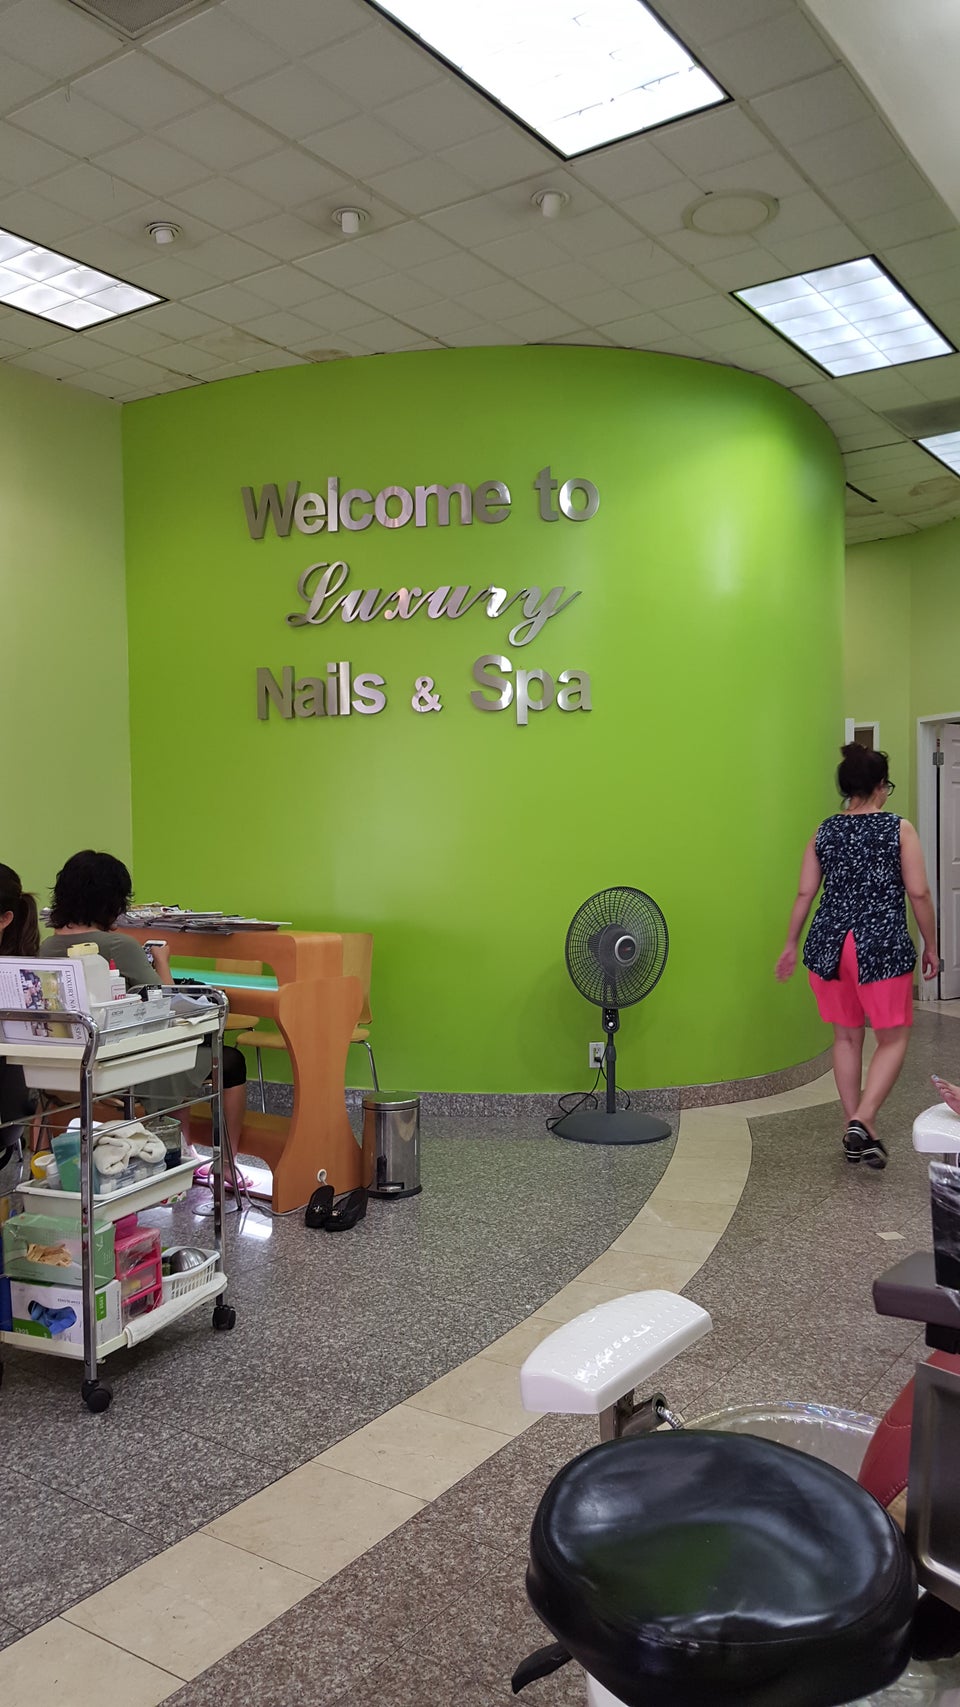 Welcome to
Luxury
Nails & Spa